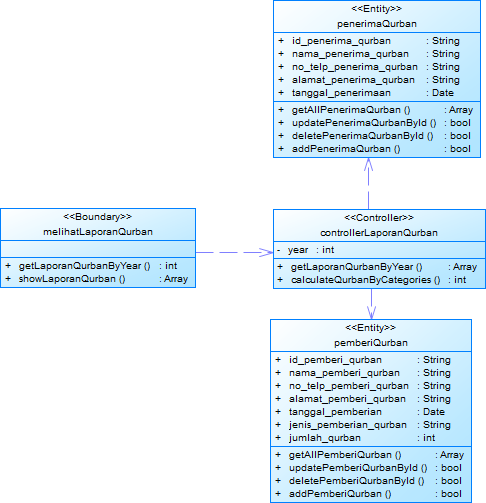 <<Entity>>
penerimaQurban
+ id_penerima_qurban : String
+ nama_penerima_qurban : String
+ no_telp_penerima_qurban : String
+ alamat_penerima_qurban : String
+ tanggal_penerimaan : Date
+ getAllPenerimaQurban () : Array
+ updatePenerimaQurbanById () : bool
+ deletePenerimaQurbanById () : bool
+ addPenerimaQurban () : bool
<<Boundary>>
melihatLaporanQurban
+ getLaporanQurbanByYear () : int
+ showLaporanQurban () : Array
<<Controller>>
controllerLaporanQurban
- year : int
+ getLaporanQurbanByYear () : Array
+ calculateQurbanByCategories () : int
<<Entity>>
pemberiQurban
+ id_pemberi_qurban : String
+ nama_pemberi_qurban : String
+ no_telp_pemberi_qurban : String
+ alamat_pemberi_qurban : String
+ tanggal_pemberian : Date
+ jenis_pemberian_qurban : String
+ jumlah_qurban : int
+ getAllPemberiQurban () : Array
+ updatePemberiQurbanById () : bool
+ deletePemberiQurbanById () : bool
+ addPemberiQurban () : bool